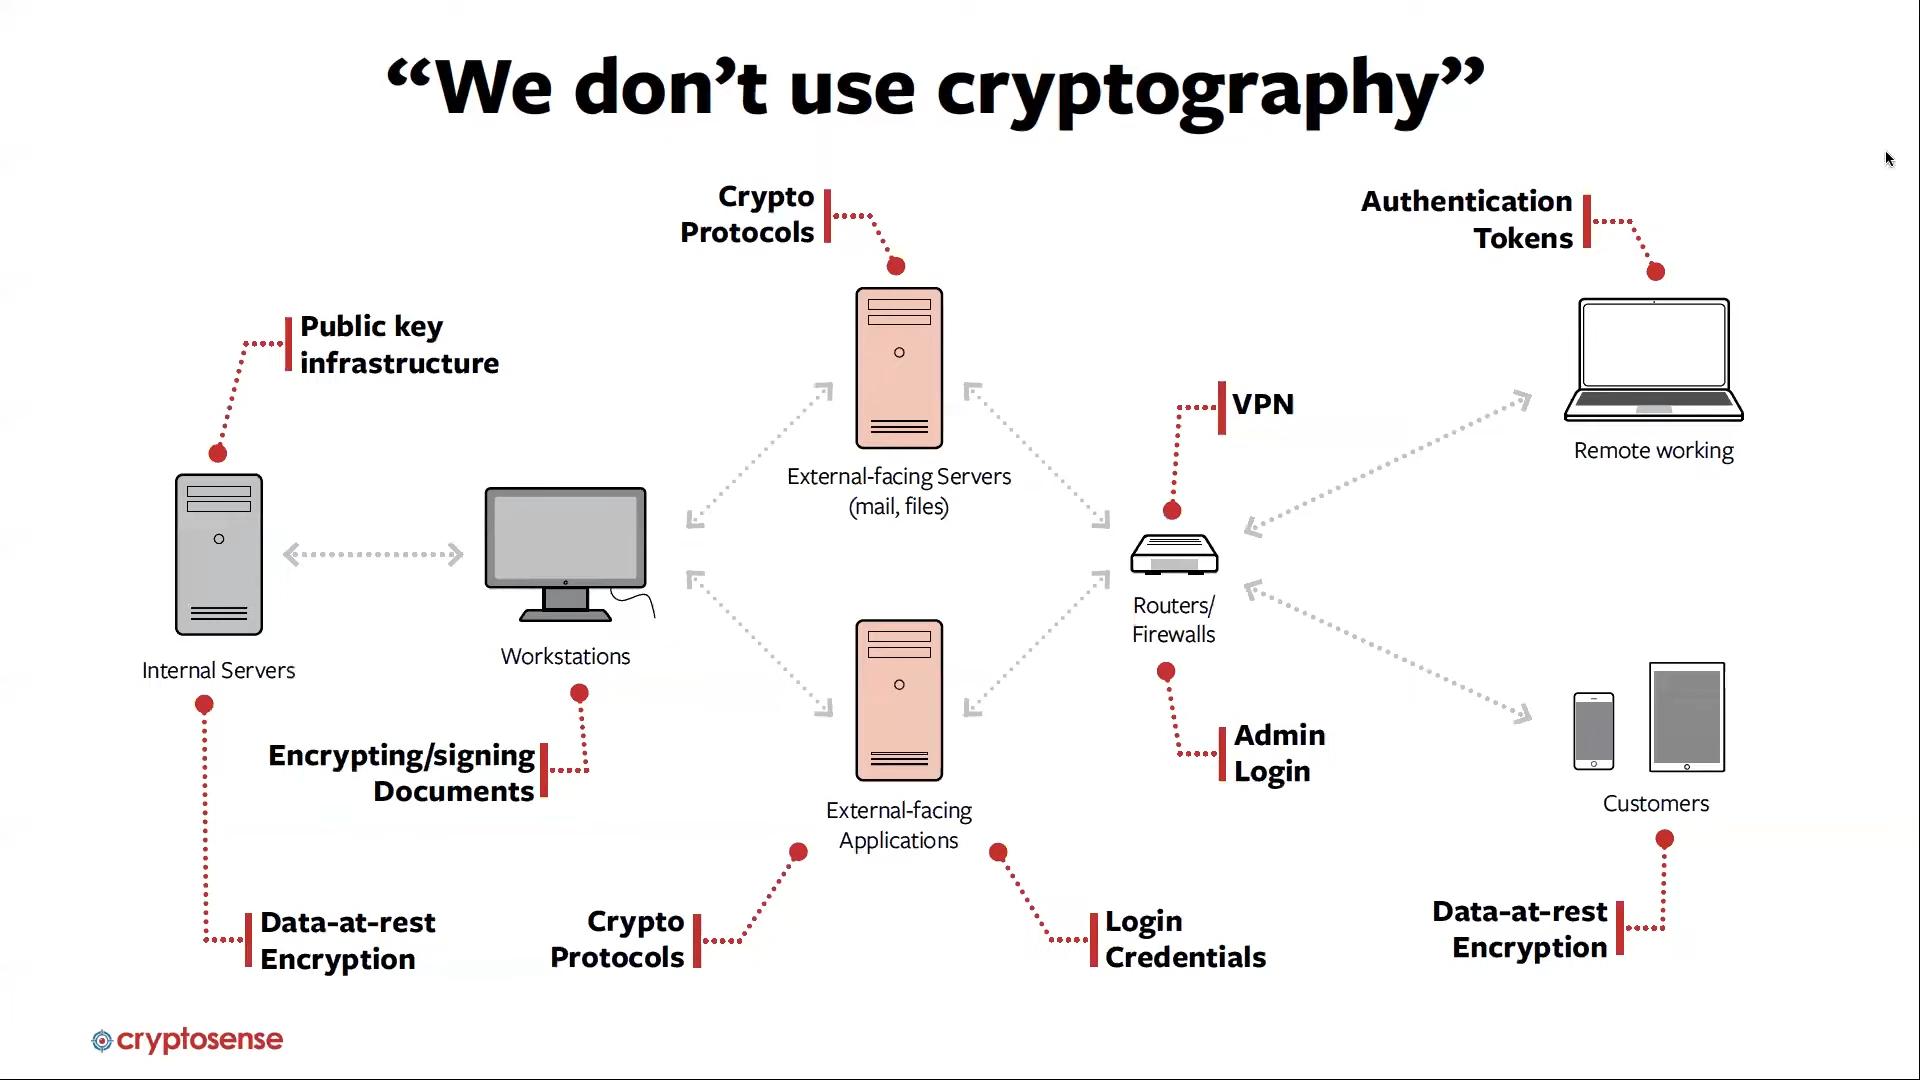 “We don’t use cryptography”
Crypto
Protocols
Authentication
Tokens
Public key
infrastructure
VPN
Remote working
External-facing Servers
(mail, files)
Routers/
Firewalls
Internal Servers
Workstations
Encrypting/signing
Documents
Admin
Login
External-facing
Applications
Customers
Data-at-rest
Encryption
Crypto
Protocols
Login
Credentials
Data-at-rest
Encryption
cryptosense